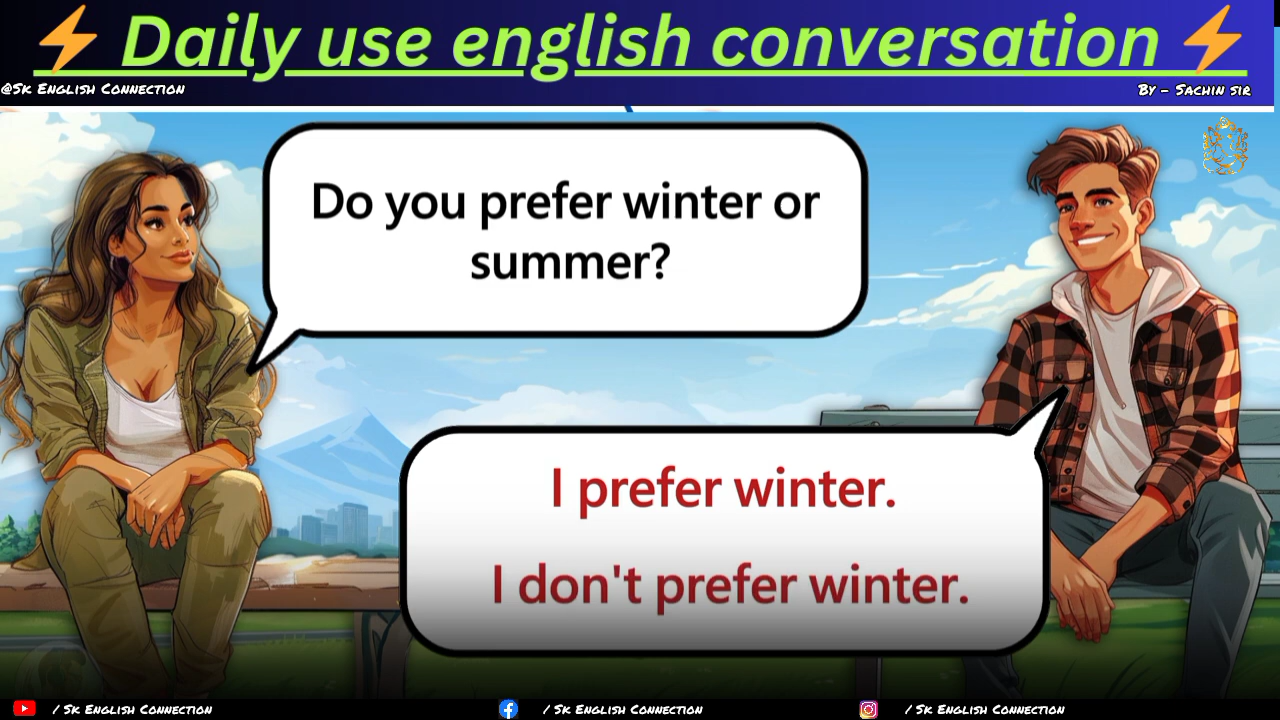 ⚡ Daily use english conversation ⚡
@Sk English Connection
By - Sachin sir
Do you prefer winter or
summer?
I prefer winter.
I don't prefer winter.
/ Sk English Connection
/ Sk English Connection
/ Sk English Connection